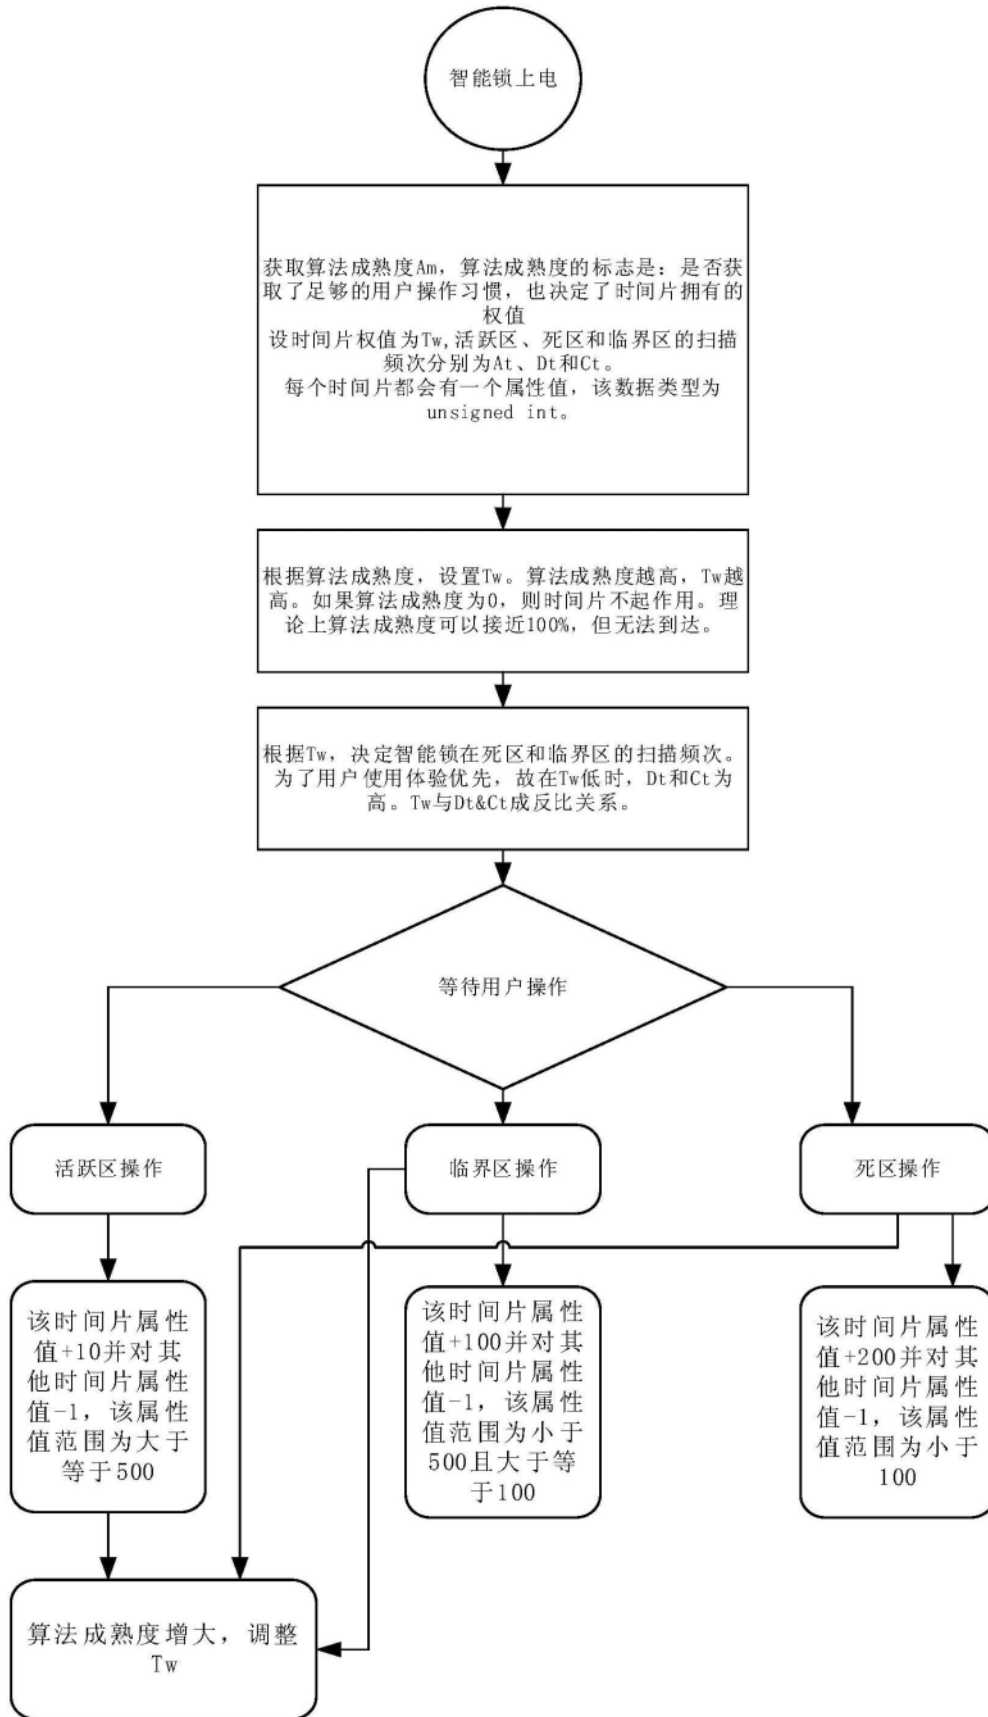 智能锁上电
获取算法成熟度Am，算法成熟度的标志是：是否获
取了足够的用户操作习惯，也决定了时间片拥有的
权值
设时间片权值为Tw,活跃区、死区和临界区的扫描
频次分别为At、Dt和Ct。
每个时间片都会有一个属性值，该数据类型为
unsigned int。
根据算法成熟度，设置Tw。算法成熟度越高，Tw越
高。如果算法成熟度为0，则时间片不起作用。理
论上算法成熟度可以接近100%，但无法到达。
根据Tw，决定智能锁在死区和临界区的扫描频次。
为了用户使用体验优先，故在Tw低时，Dt和Ct为
高。Tw与Dt&Ct成反比关系。
等待用户操作
活跃区操作
临界区操作
死区操作
该时间片属性
值+10并对其
他时间片属性
值-1，该属性
值范围为大于
等于500
该时间片属性
值+100并对其
他时间片属性
值-1，该属性
值范围为小于
500且大于等
于100
该时间片属性
值+200并对其
他时间片属性
值-1，该属性
值范围为小于
100
算法成熟度增大，调整
Tw